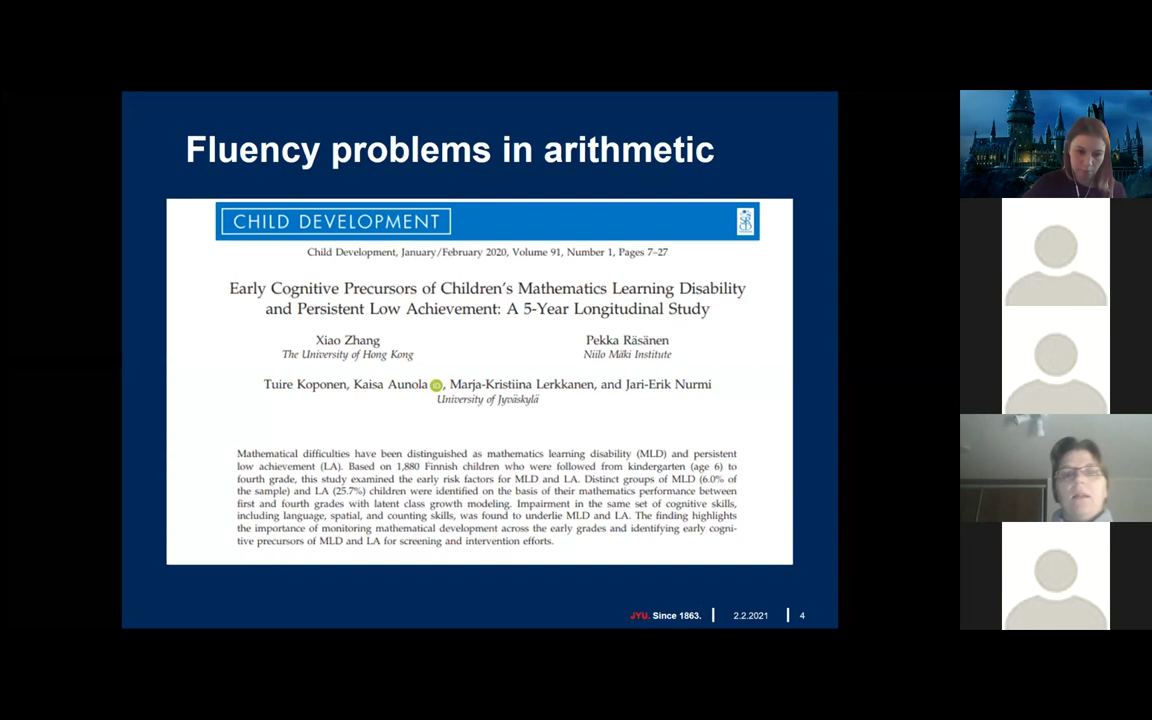 Fluency problems in arithmetic
CHILD DEVELOPMENT
Child Development, January/February 2020, Volume 91, Number 1, Pages 7–27
Early Cognitive Precursors of Children's Mathematics Learning Disability
and Persistent Low Achievement: A 5-Year Longitudinal Study
Xiao Zhang
The University of Hong Kong
Pekka Räsänen
Niilo Mäki Institute
Tuire Koponen, Kaisa Aunola iD, Marja-Kristiina Lerkkanen, and Jari-Erik Nurmi
University of Jyväskylä
Mathematical difficulties have been distinguished as mathematics learning disability (MLD) and persistent
low achievement (LA). Based on 1,880 Finnish children who were followed from kindergarten (age 6) to
fourth grade, this study examined the early risk factors for MLD and LA. Distinct groups of MLD (6.0% of
the sample) and LA (25.7%) children were identified on the basis of their mathematics performance between
first and fourth grades with latent class growth modeling. Impairment in the same set of cognitive skills,
including language, spatial, and counting skills, was found to underlie MLD and LA. The finding highlights
the importance of monitoring mathematical development across the early grades and identifying early cogni-
tive precursors of MLD and LA for screening and intervention efforts.
JYU. Since 1863. 2.2.2021 4